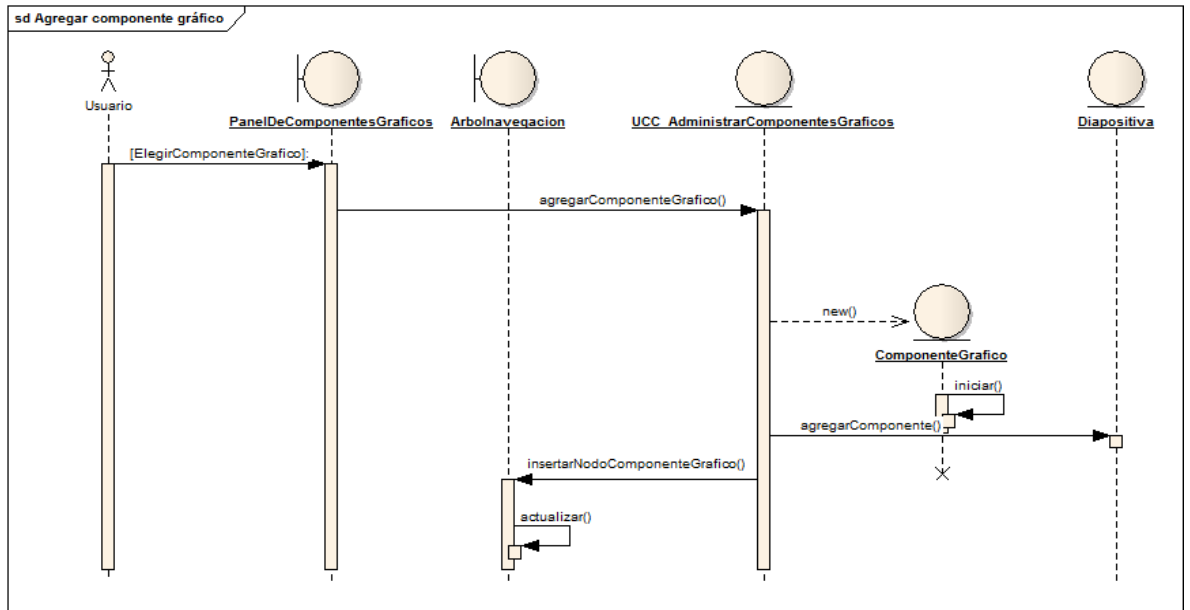 sd Agregar componente gráfico
Usuario
PanelDeComponentesGraficos
Arbolnavegacion
UCC_AdministrarComponentesGraficos
Diapositiva
[ElegirComponenteGrafico]:
agregarComponenteGrafico()
new()
ComponenteGrafico
iniciar()
agregarComponente()
insertarNodoComponenteGrafico()
actualizar()